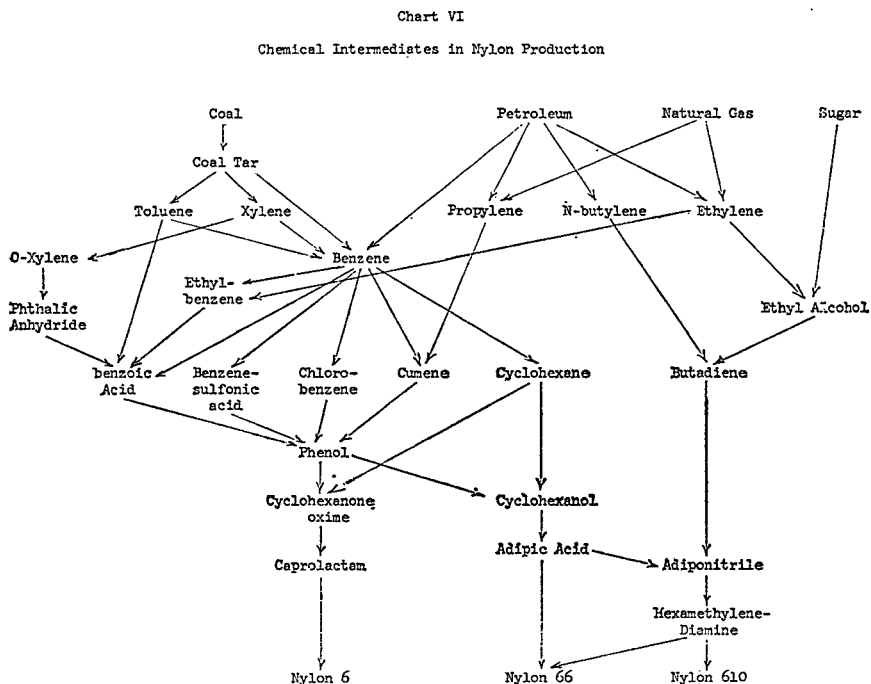 Chart VI
Chemical Intermediates in Nylon Production
Coal
Petroleum
Natural Gas
Sugar
Coal Tar
Toluene
Xylene
Propylene
N-butylene
Ethylene
O-Xylene
Benzene
Ethyl-
benzene
Phthalic
Anhydride
Ethyl Alcohol
benzoic
Acid
Benzene-
sulfonic
acid
Chloro-
benzene
Cumene
Cyclohexane
Butadiene
Phenol
Cyclohexanone
oxime
Cyclohexanol
Caprolactam
Adipic Acid
Adiponitrile
Hexamethylene-
Diamine
Nylon 6
Nylon 66
Nylon 610